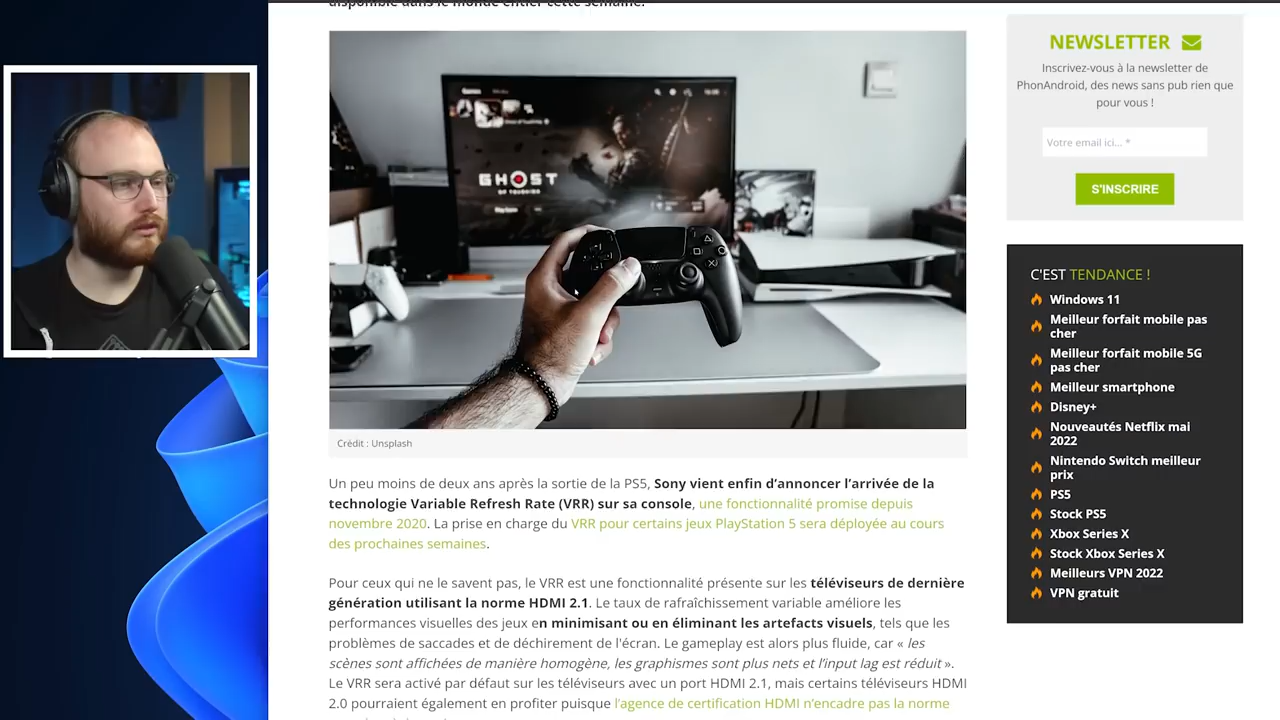 disponible dans le monde entier cette semaine.
GHOST
OF TSUSHIMA
Crédit : Unsplash
Un peu moins de deux ans après la sortie de la PS5, Sony vient enfin d’annoncer l’arrivée de la
technologie Variable Refresh Rate (VRR) sur sa console, une fonctionnalité promise depuis
novembre 2020. La prise en charge du VRR pour certains jeux PlayStation 5 sera déployée au cours
des prochaines semaines.
Pour ceux qui ne le savent pas, le VRR est une fonctionnalité présente sur les téléviseurs de dernière
génération utilisant la norme HDMI 2.1. Le taux de rafraîchissement variable améliore les
performances visuelles des jeux en minimisant ou en éliminant les artefacts visuels, tels que les
problèmes de saccades et de déchirement de l'écran. Le gameplay est alors plus fluide, car « les
scènes sont affichées de manière homogène, les graphismes sont plus nets et l’input lag est réduit ».
Le VRR sera activé par défaut sur les téléviseurs avec un port HDMI 2.1, mais certains téléviseurs HDMI
2.0 pourraient également en profiter puisque l’agence de certification HDMI n’encadre pas la norme
NEWSLETTER
Inscrivez-vous à la newsletter de
PhonAndroid, des news sans pub rien que
pour vous !
Votre email ici... *
S'INSCRIRE
C'EST TENDANCE !
Windows 11
Meilleur forfait mobile pas
cher
Meilleur forfait mobile 5G
pas cher
Meilleur smartphone
Disney+
Nouveautés Netflix mai
2022
Nintendo Switch meilleur
prix
PS5
Stock PS5
Xbox Series X
Stock Xbox Series X
Meilleurs VPN 2022
VPN gratuit